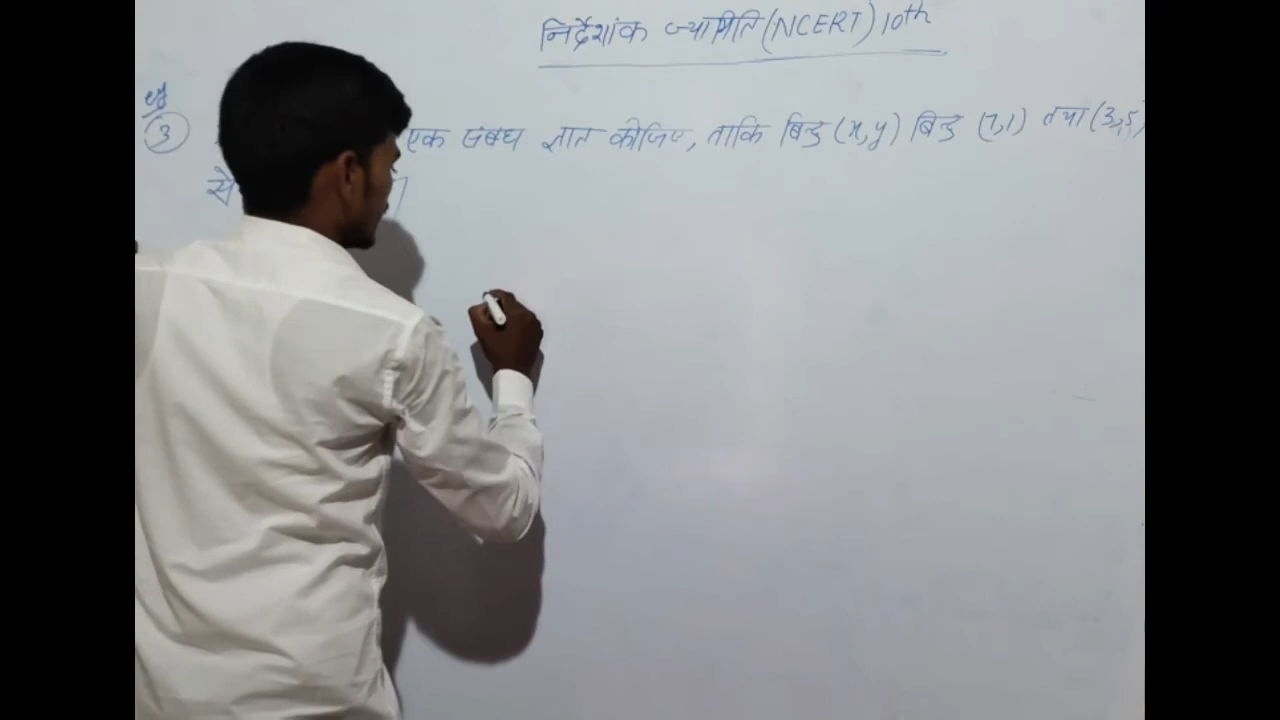 निर्देशांक ज्यामिति (NCERT) 10th
3 एक संबंध ज्ञात कीजिए, ताकि बिन्दु (x,y) बिन्दु (7,1) तथा (3,5)
से